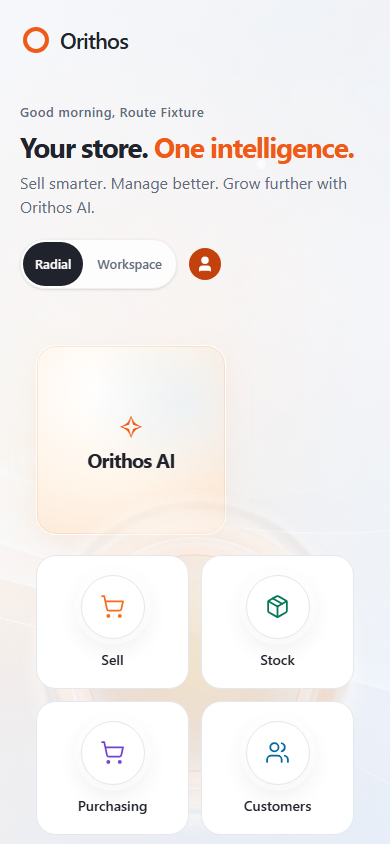 Orithos
Good morning, Route Fixture
Your store. One intelligence.
Sell smarter. Manage better. Grow further with
Orithos AI.
Radial
Workspace
Orithos AI
Sell
Stock
Purchasing
Customers